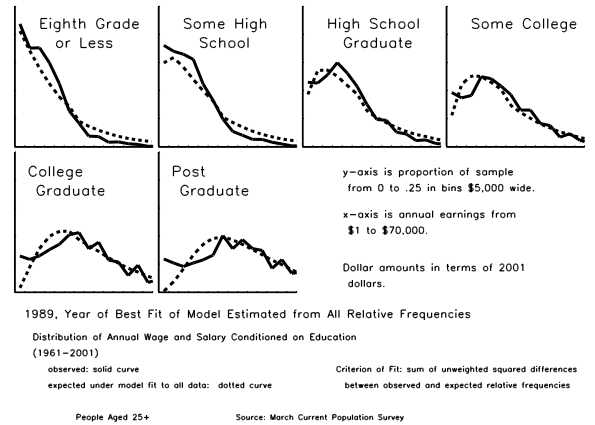 Eighth Grade
or Less
Some High
School
High School
Graduate
Some College
College
Graduate
Post
Graduate
y-axis is proportion of sample
from 0 to .25 in bins $5,000 wide.
x-axis is annual earnings from
$1 to $70,000.
Dollar amounts in terms of 2001
dollars.
1989, Year of Best Fit of Model Estimated from All Relative Frequencies
Distribution of Annual Wage and Salary Conditioned on Education
(1961-2001)
observed: solid curve
expected under model fit to all data: dotted curve
Criterion of Fit: sum of unweighted squared differences
between observed and expected relative frequencies
People Aged 25+
Source: March Current Population Survey